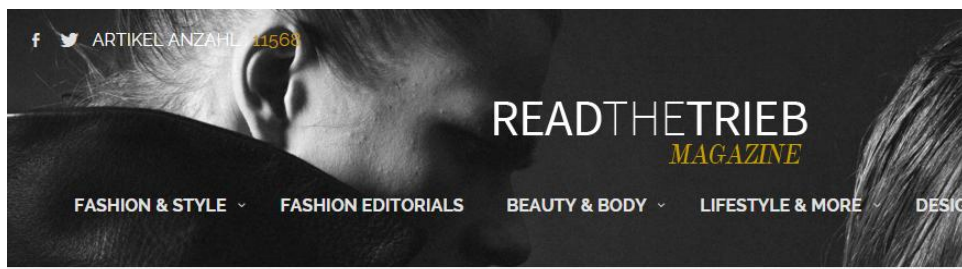 ARTIKEL ANZAHL 11568
READTHETRIEB
MAGAZINE
FASHION & STYLE FASHION EDITORIALS BEAUTY & BODY LIFESTYLE & MORE